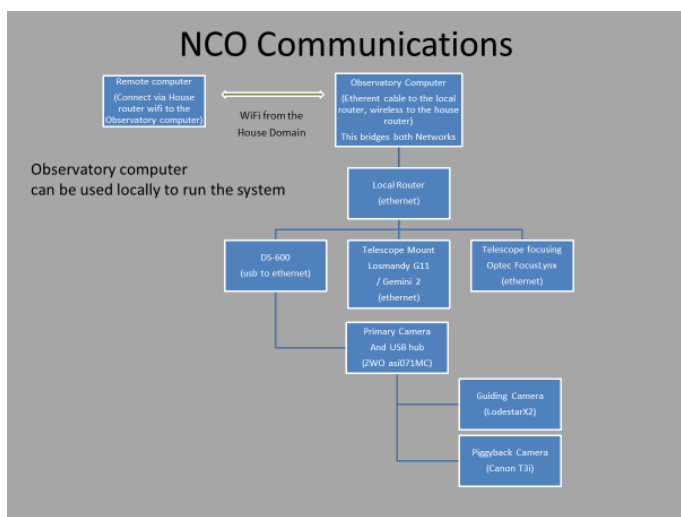 NCO Communications
Remote computer
(Connect via House
router wifi to the
Observatory computer)
WiFi from the
House Domain
Observatory Computer
(Etherent cable to the local
router, wireless to the house
router)
This bridges both Networks
Observatory computer
can be used locally to run the system
Local Router
(ethernet)
DS-600
(usb to ethernet)
Telescope Mount
Losmandy G11
/ Gemini 2
(ethernet)
Telescope focusing
Optec FocusLynx
(ethernet)
Primary Camera
And USB hub
(ZWO asi071MC)
Guiding Camera
(LodestarX2)
Piggyback Camera
(Canon T3i)